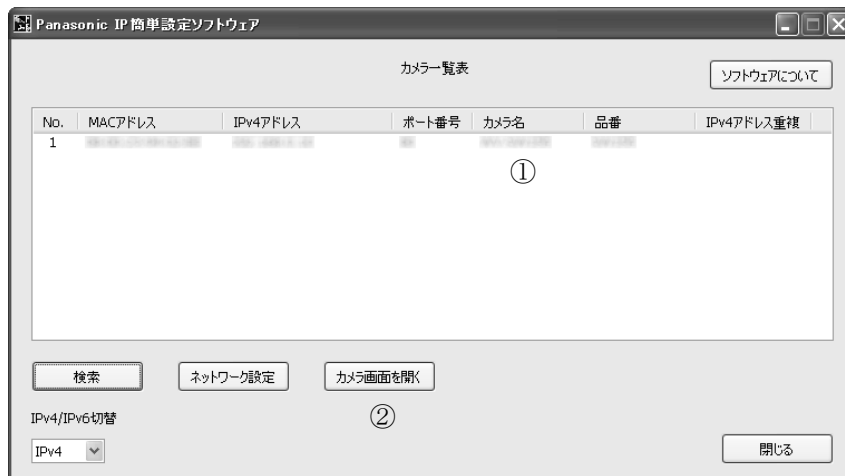 Panasonic IP簡単設定ソフトウェア
カメラ一覧表
ソフトウェアについて
No. MACアドレス IPv4アドレス ポート番号 カメラ名 品番 IPv4アドレス重複
1
①
検索 ネットワーク設定 カメラ画面を開く
IPv4/IPv6切替
②
IPv4
閉じる